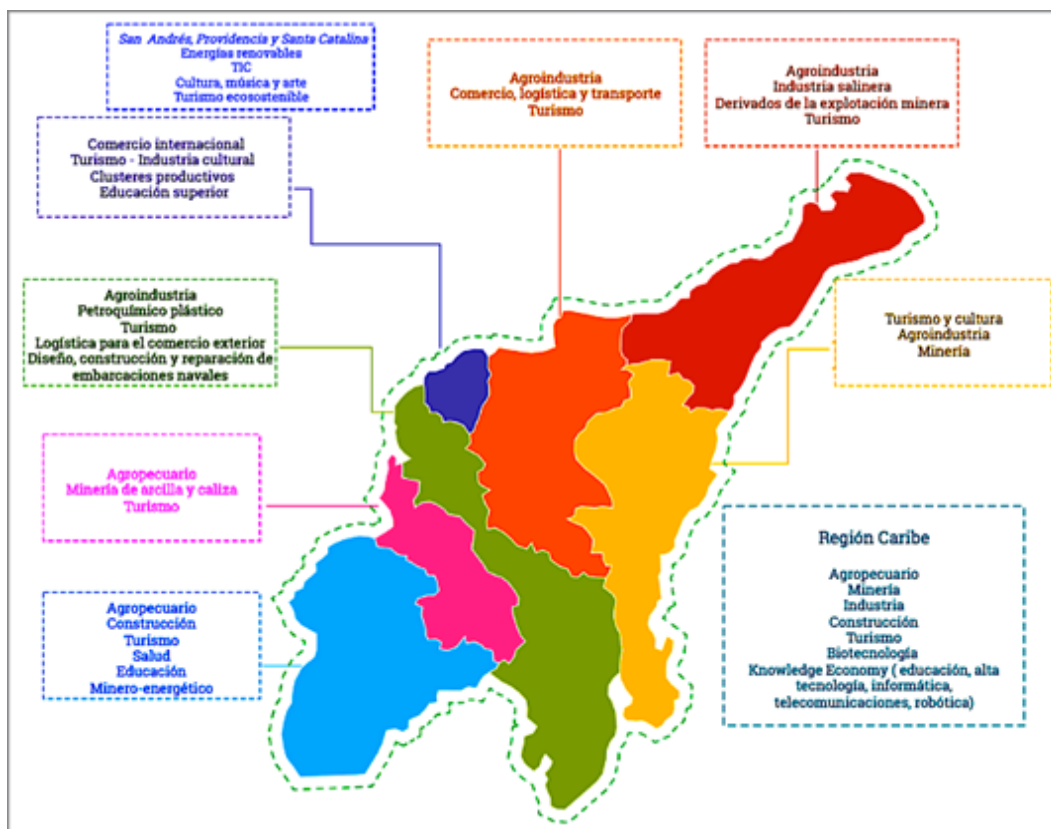 San Andrés, Providencia y Santa Catalina
Energías renovables
TIC
Cultura, música y arte
Turismo ecosostenible
Agroindustria
Comercio, logística y transporte
Turismo
Agroindustria
Industria salinera
Derivados de la explotación minera
Turismo
Comercio internacional
Turismo - Industria cultural
Clusteres productivos
Educación superior
Agroindustria
Petroquímico plástico
Turismo
Logística para el comercio exterior
Diseño, construcción y reparación de
embarcaciones navales
Turismo y cultura
Agroindustria
Minería
Agropecuario
Minería de arcilla y caliza
Turismo
Agropecuario
Construcción
Turismo
Salud
Educación
Minero-energético
Región Caribe
Agropecuario
Minería
Industria
Construcción
Turismo
Biotecnología
Knowledge Economy ( educación, alta
tecnología, informática,
telecomunicaciones, robótica)